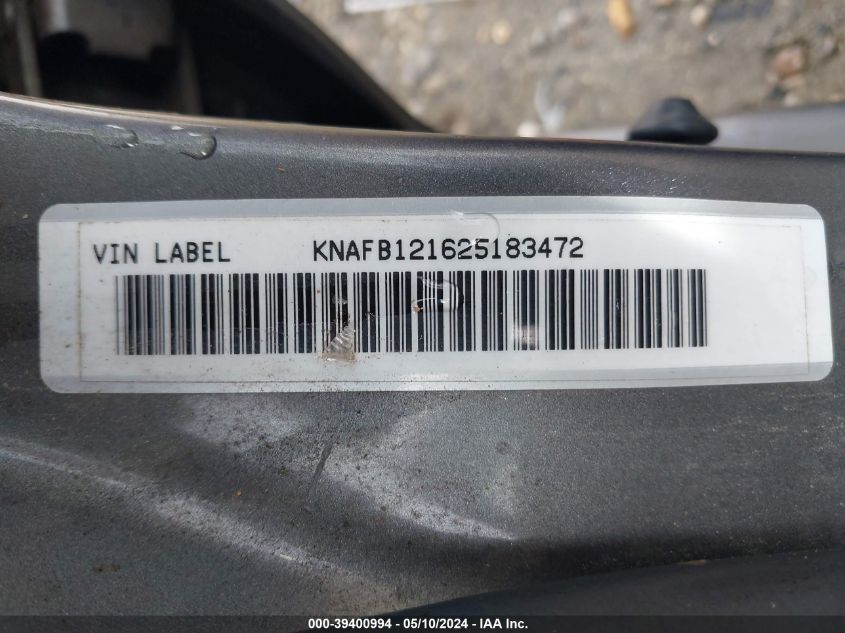 VIN LABEL KNAFB121625183472
000-39400994 - 05/10/2024 - IAA Inc.